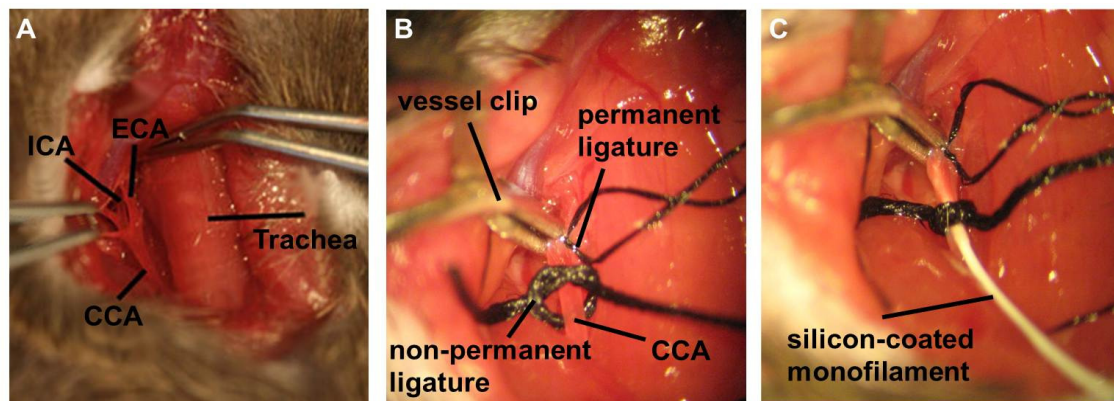 A
ECA
ICA
Trachea
CCA
B
vessel clip
permanent
ligature
non-permanent
ligature
CCA
C
silicon-coated
monofilament